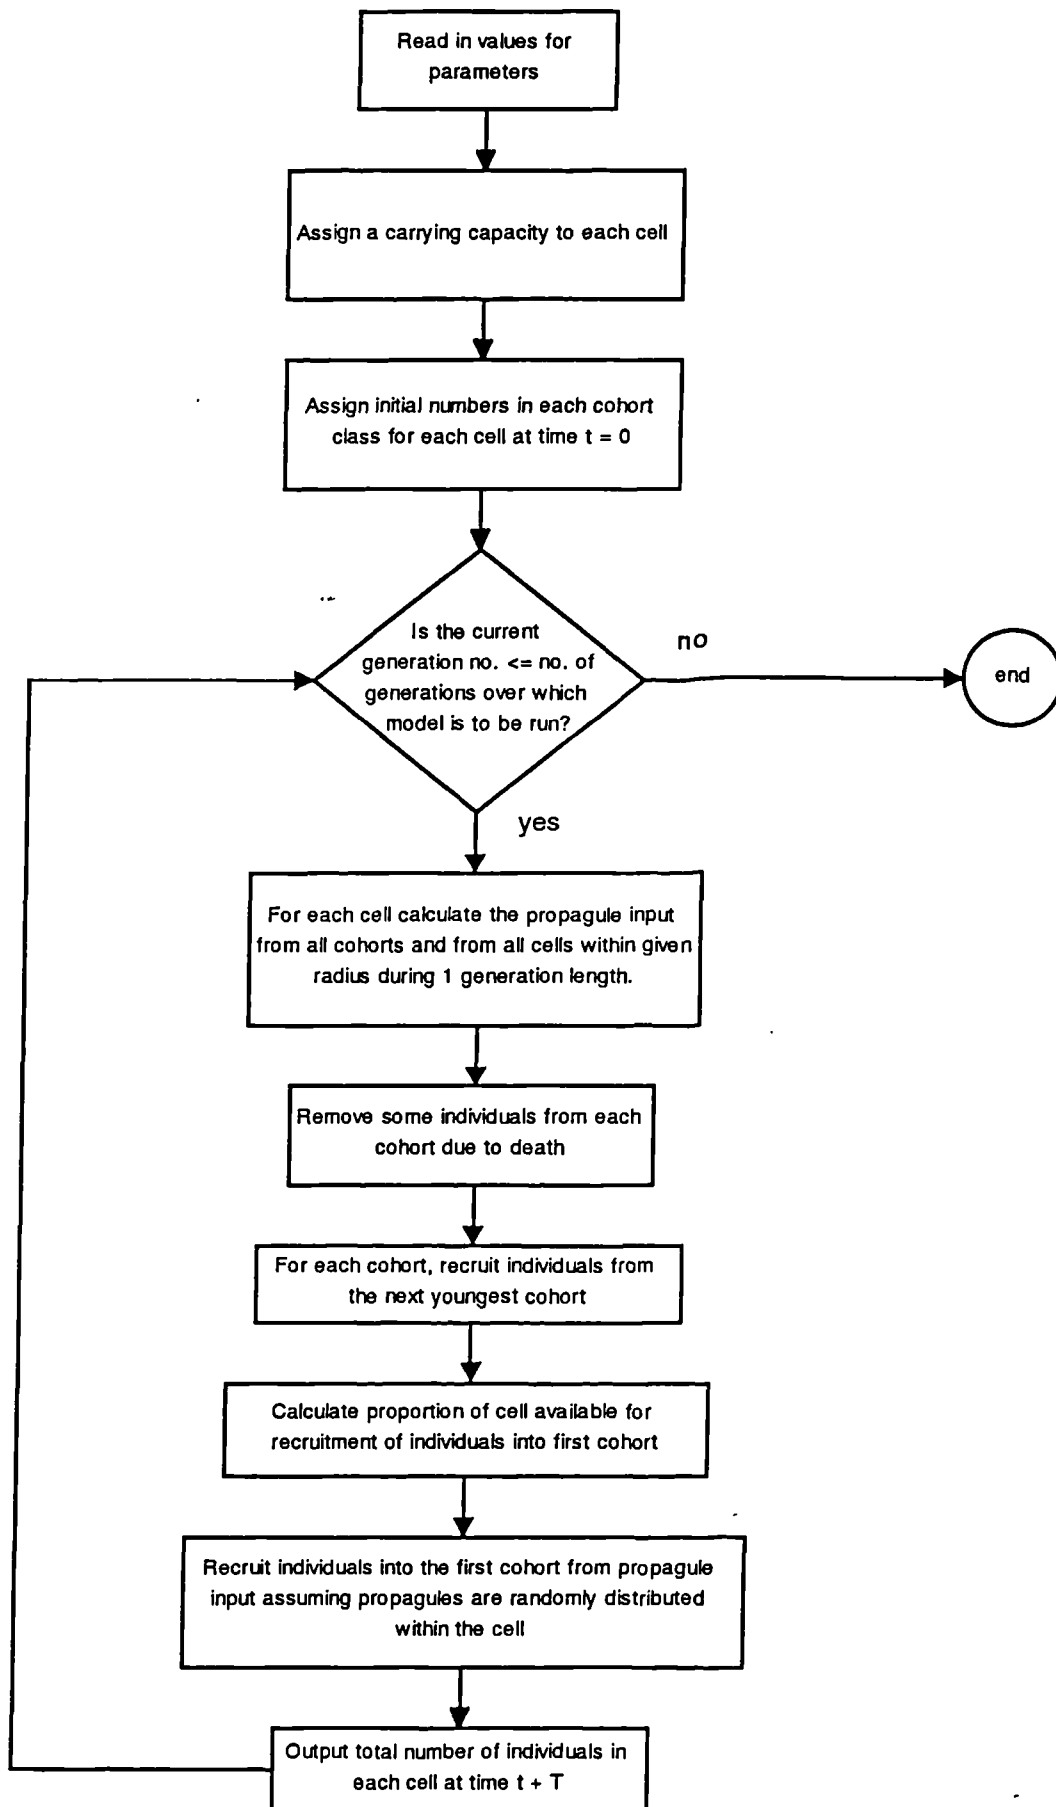 Read in values for
parameters
Assign a carrying capacity to each cell
Assign initial numbers in each cohort
class for each cell at time t = 0
Is the current
generation no. <= no. of
generations over which
model is to be run?
no
end
yes
For each cell calculate the propagule input
from all cohorts and from all cells within given
radius during 1 generation length.
Remove some individuals from each
cohort due to death
For each cohort, recruit individuals from
the next youngest cohort
Calculate proportion of cell available for
recruitment of individuals into first cohort
Recruit individuals into the first cohort from propagule
input assuming propagules are randomly distributed
within the cell
Output total number of individuals in
each cell at time t + T